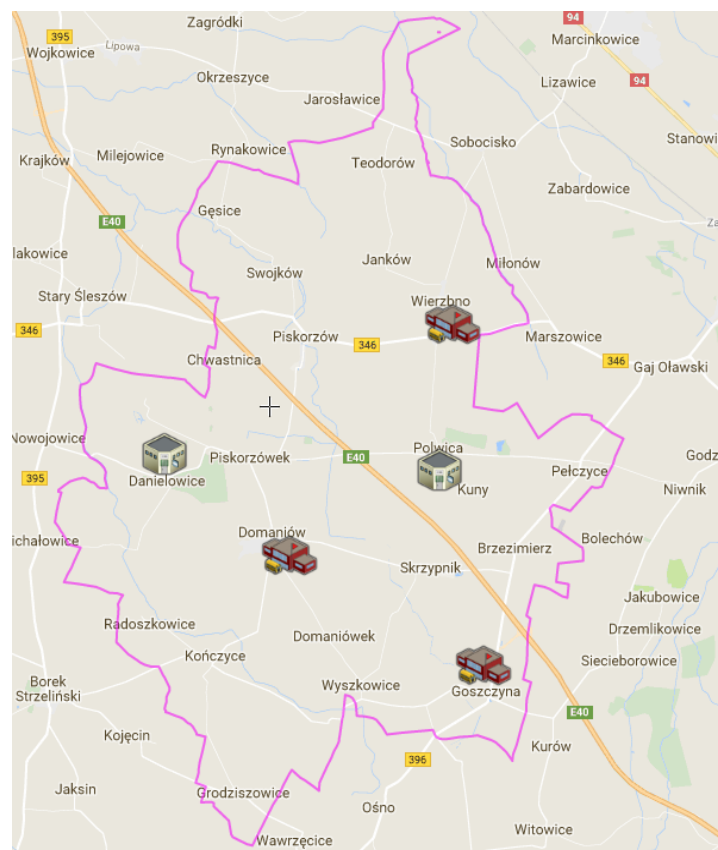 Zagródki
94
395
Marcinkowice
Wojkowice
Lipowa
Okrzeszyce
Lizawice
94
Jarosławice
Sobocisko
Stanowi
Rynakowice
Krajków
Milejowice
Teodorów
Zabardowice
Gęsice
E40
Janków
Miłonów
lakowice
Swojków
Stary Śleszów
Wierzbno
346
Piskorzów
346
Marszowice
Chwastnica
346
Gaj Oławski
Nowojowice
Polwica
Piskorzówek
E40
Godz
395
Danielowice
Pełczyce
Kuny
Niwnik
Domaniów
ichałowice
Bolechów
Brzezimierz
Skrzypnik
Jakubowice
Radoszkowice
Domaniówek
Drzemlikowice
Kończyce
Siecieborowice
Borek
Strzeliński
Wyszkowice
Goszczyna
E40
Kojęcin
Kurów
396
Jaksin
Grodziszowice
Ośno
Witowice
Wawrzęcice